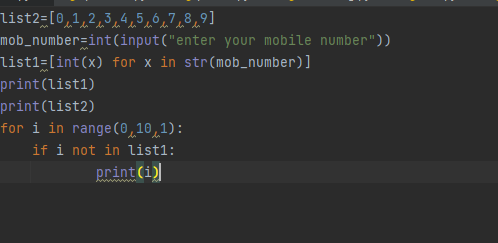 list2=[0,1,2,3,4,5,6,7,8,9]
mob_number=int(input("enter your mobile number"))
list1=[int(x) for x in str(mob_number)]
print(list1)
print(list2)
for i in range(0,10,1):
    if i not in list1:
            print(i)